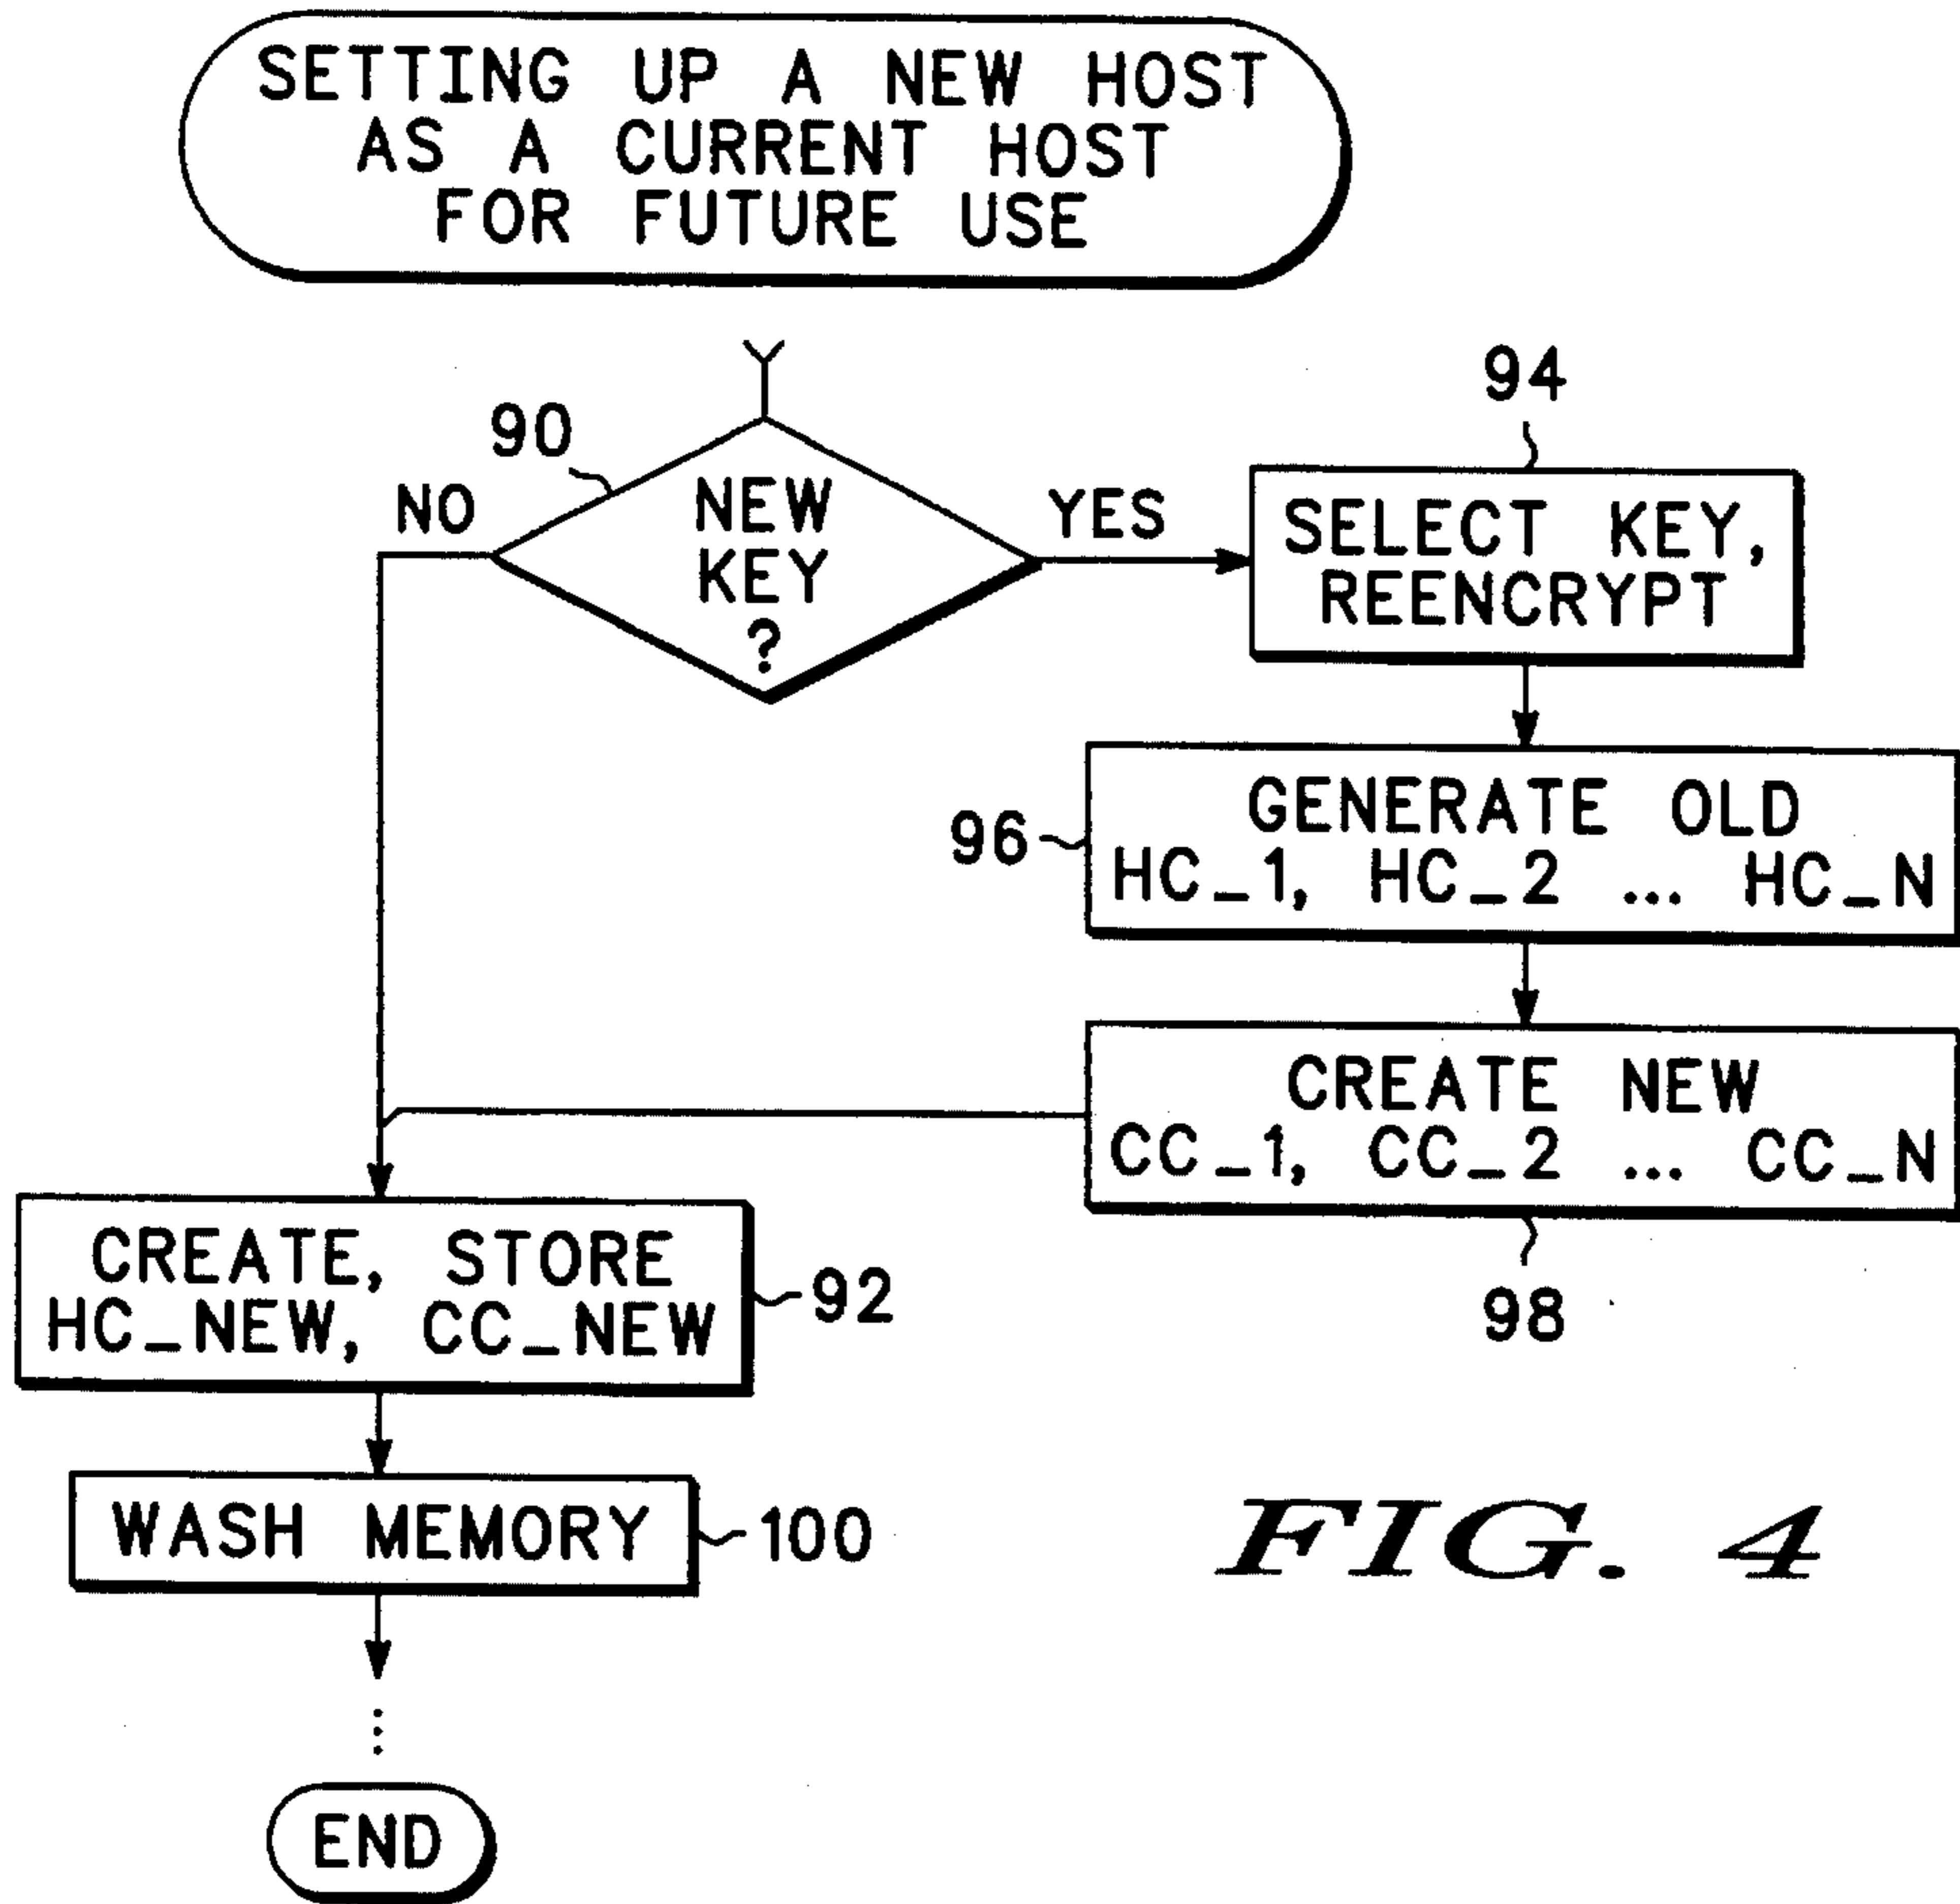 SETTING UP A NEW HOST
AS A CURRENT HOST
FOR FUTURE USE
90
NO
NEW
KEY
?
YES
94
SELECT KEY,
REENCRYPT
96
GENERATE OLD
HC_1, HC_2 ... HC_N
CREATE NEW
CC_1, CC_2 ... CC_N
98
CREATE, STORE
HC_NEW, CC_NEW
92
WASH MEMORY
100
END
FIG. 4